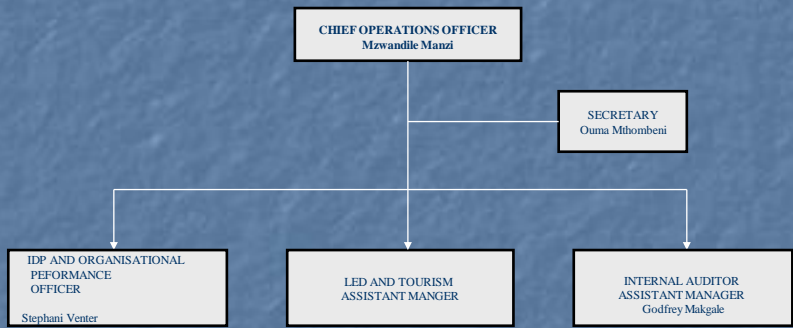 CHIEF OPERATIONS OFFICER
Mzwandile Manzi
SECRETARY
Ouma Mthombeni
IDP AND ORGANISATIONAL
PEFORMANCE
OFFICER
Stephani Venter
LED AND TOURISM
ASSISTANT MANGER
INTERNAL AUDITOR
ASSISTANT MANAGER
Godfrey Makgale